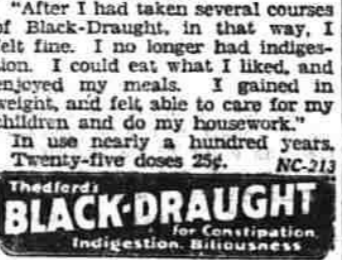 "After I had taken several courses
of Black-Draught, in that way, I
felt fine. I no longer had indiges-
tion. I could eat what I liked, and
enjoyed my meals. I gained in
weight, and felt able to care for my
children and do my housework."
In use nearly a hundred years.
Twenty-five doses 25¢. NC-213
Thedford's
BLACK-DRAUGHT
for Constipation
Indigestion, Biliousness